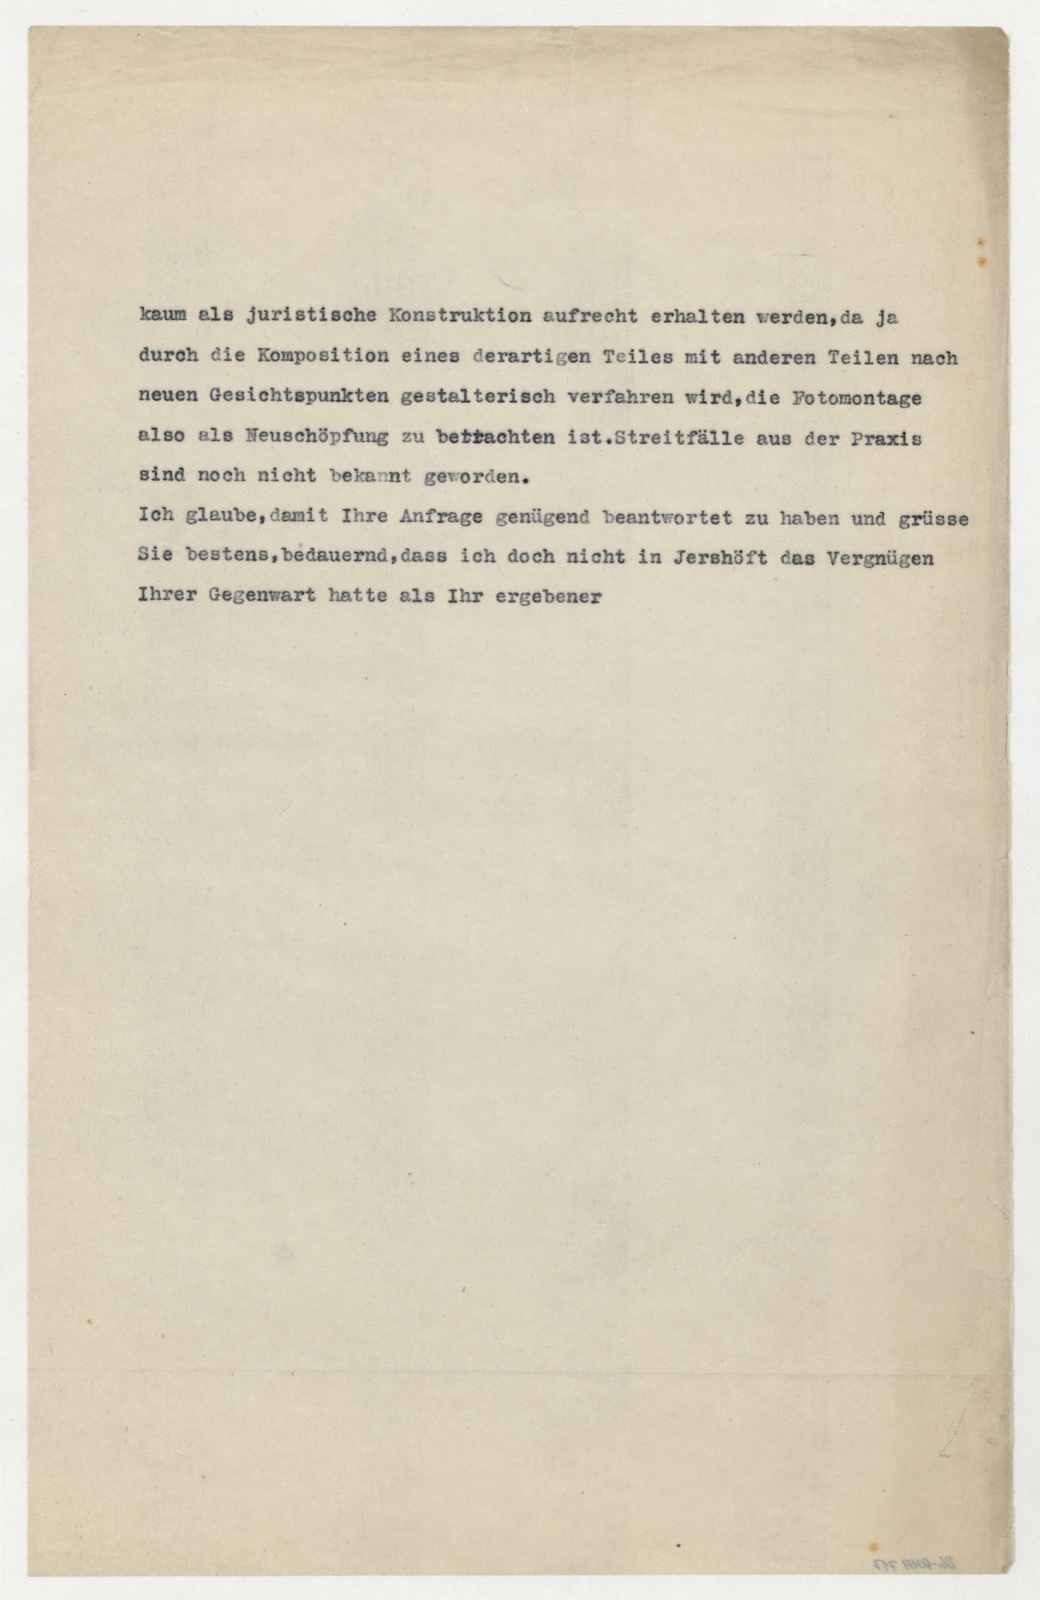 kaum als juristische Konstruktion aufrecht erhalten werden,da ja
durch die Komposition eines derartigen Teiles mit anderen Teilen nach
neuen Gesichtspunkten gestalterisch verfahren wird,die Fotomontage
also als Neuschöpfung zu betrachten ist.Streitfälle aus der Praxis
sind noch nicht bekannt geworden.
Ich glaube,damit Ihre Anfrage genügend beantwortet zu haben und grüsse
Sie bestens,bedauernd,dass ich doch nicht in Jershöft das Vergnügen
Ihrer Gegenwart hatte als Ihr ergebener